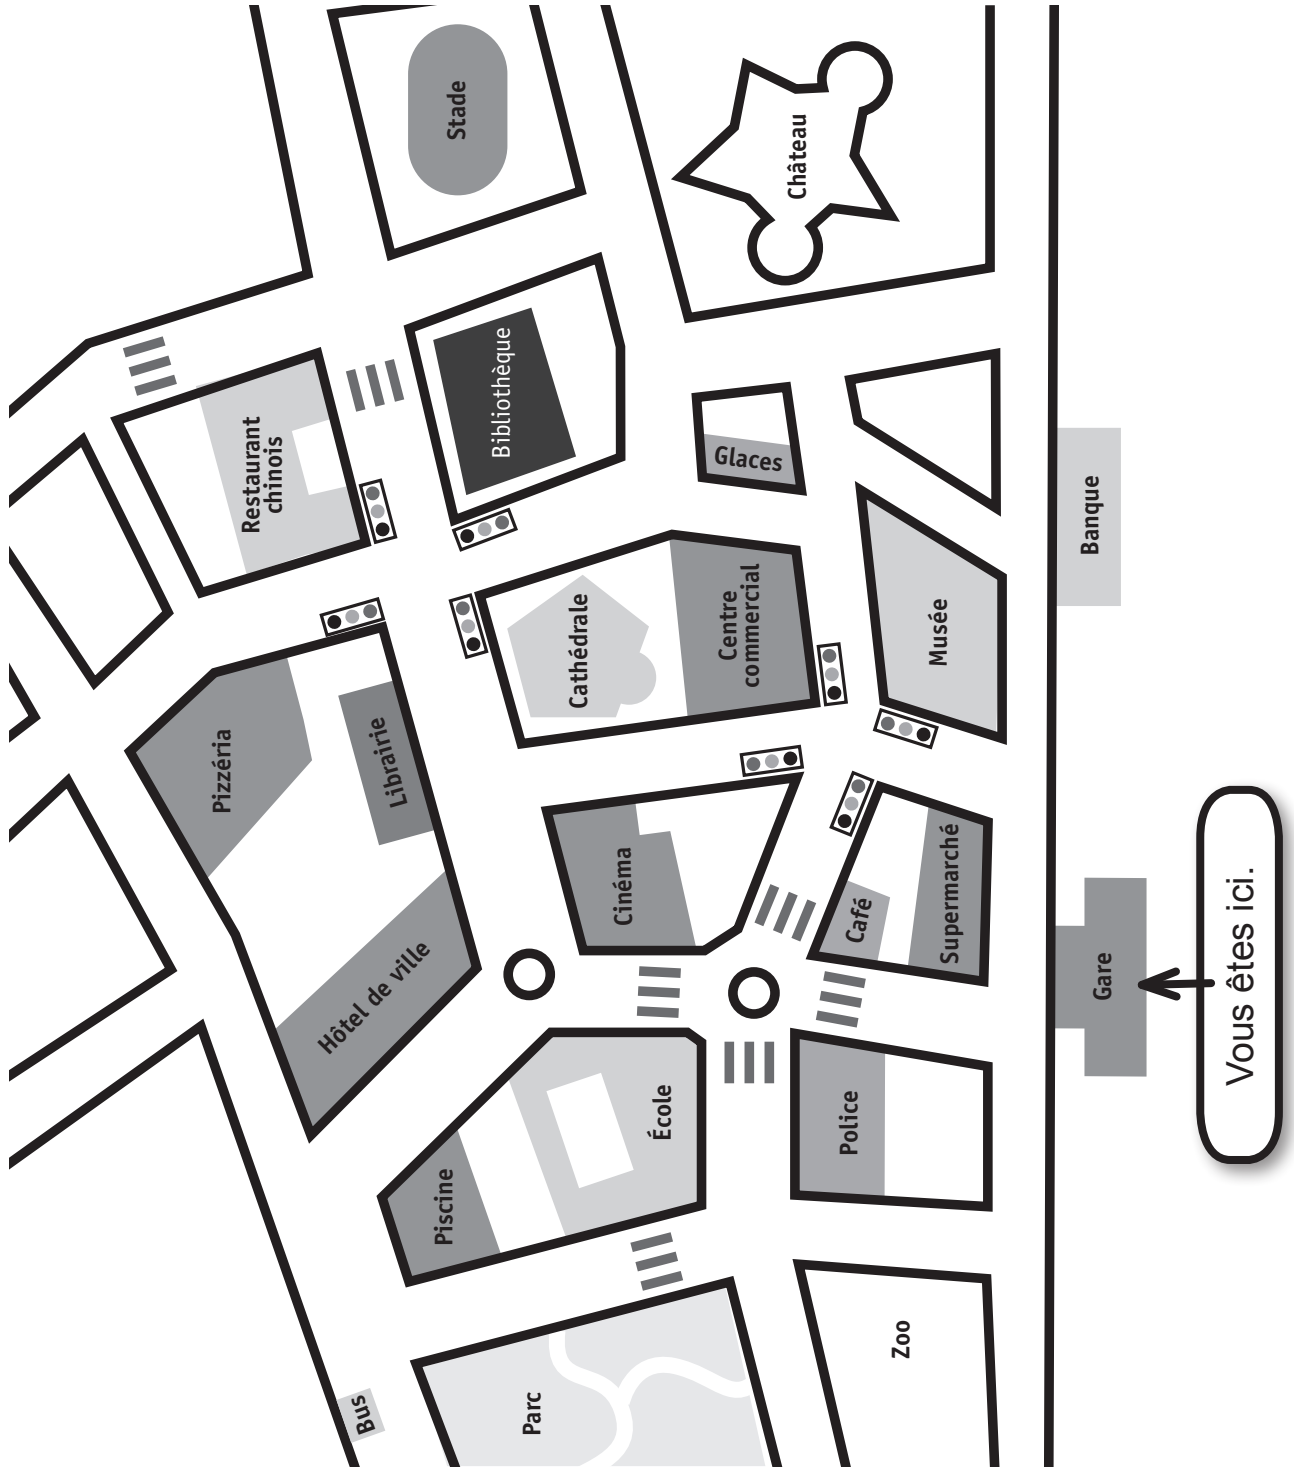 Bus
Parc
Zoo
Piscine
École
Police
Hôtel de ville
Pizzéria
Librairie
Cinéma
Café
Supermarché
Gare
Vous êtes ici.
Restaurant
chinois
Cathédrale
Centre
commercial
Musée
Banque
Bibliothèque
Glaces
Stade
Château